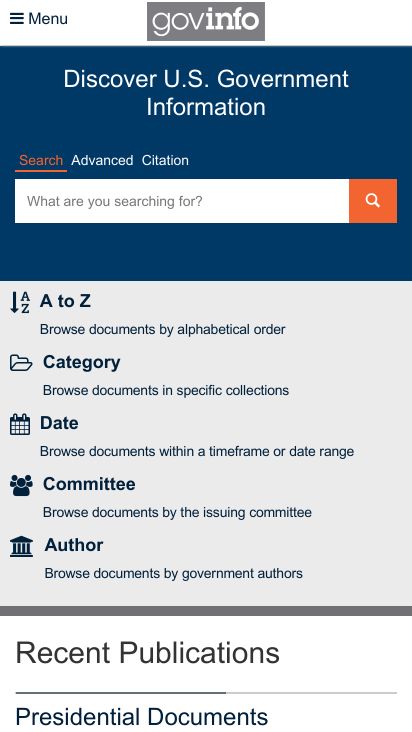 Menu
govinfo
Discover U.S. Government
Information
Search Advanced Citation
What are you searching for?
A to Z
Browse documents by alphabetical order
Category
Browse documents in specific collections
Date
Browse documents within a timeframe or date range
Committee
Browse documents by the issuing committee
Author
Browse documents by government authors
Recent Publications
Presidential Documents